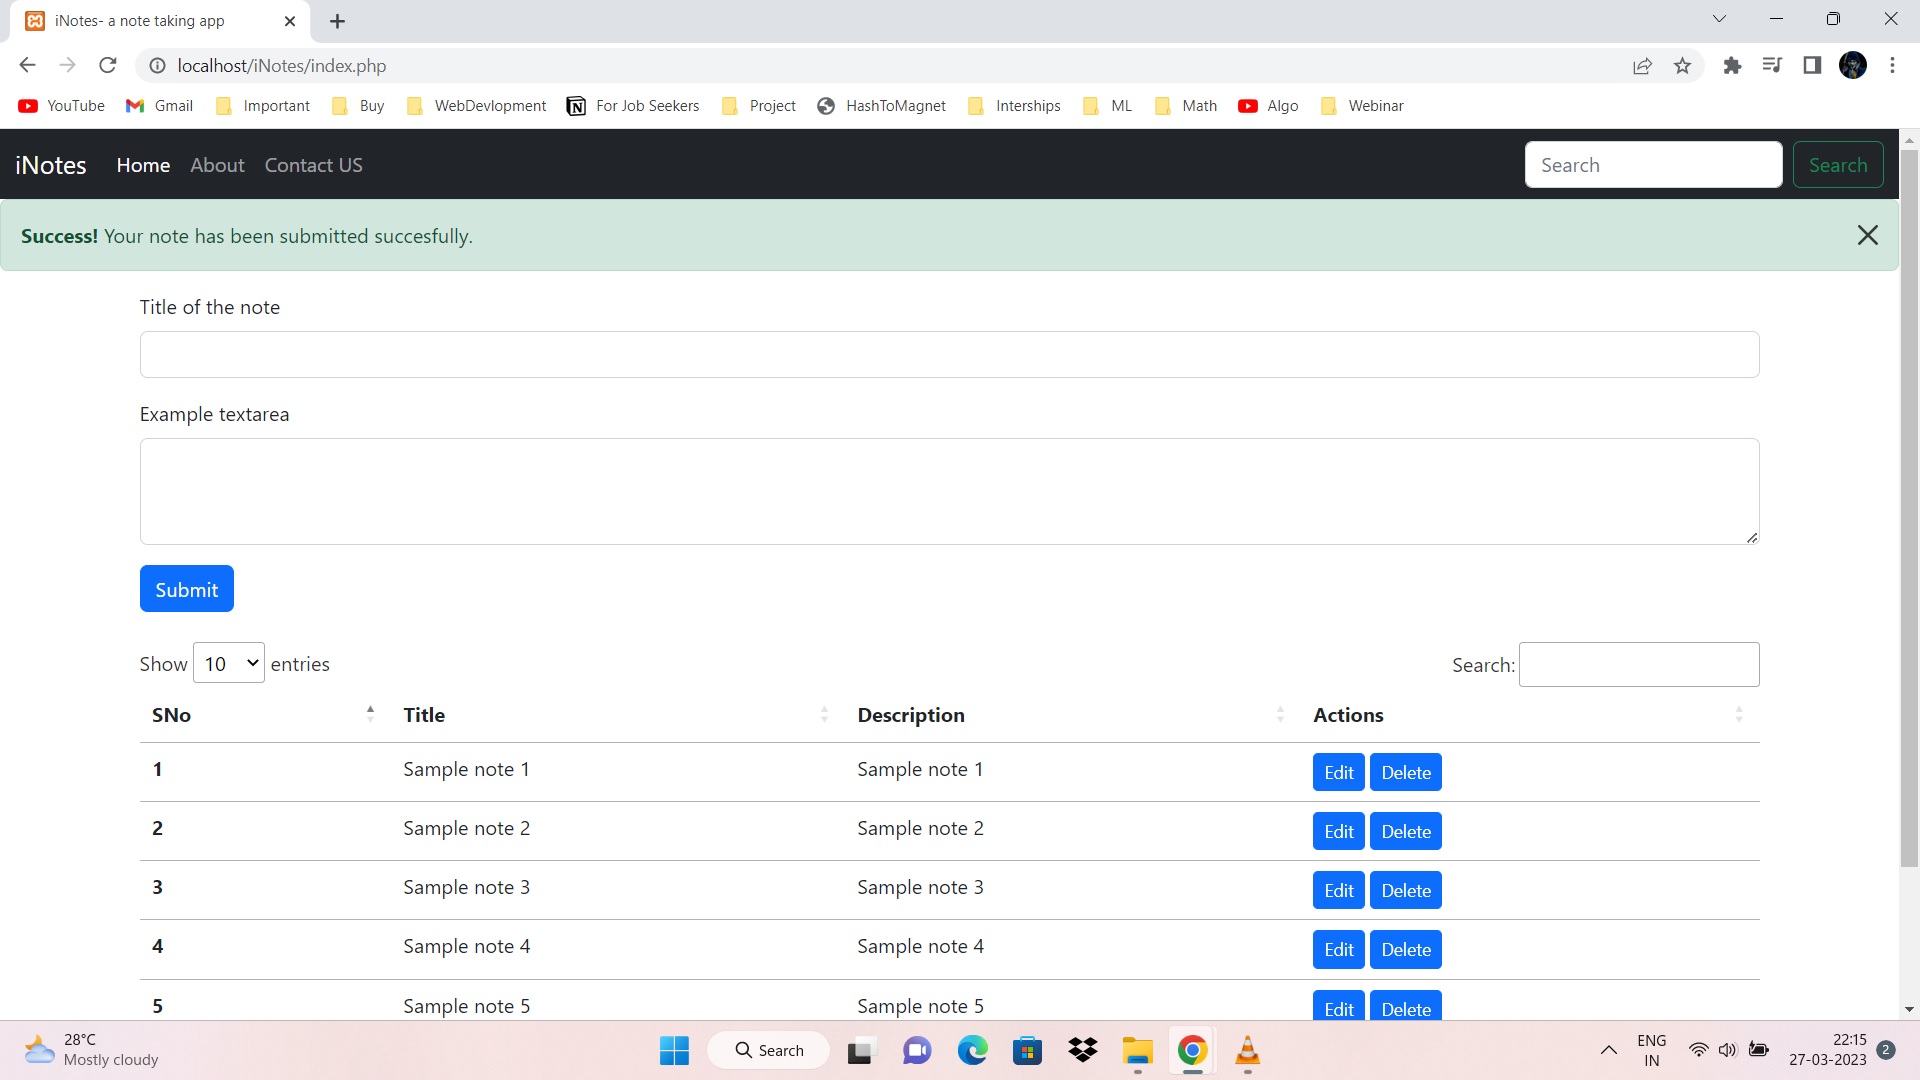 iNotes- a note taking app
localhost/iNotes/index.php
YouTube Gmail Important Buy WebDevlopment For Job Seekers Project HashToMagnet Interships ML Math Algo Webinar
iNotes Home About Contact US Search Search
Success! Your note has been submitted succesfully.
Title of the note
Example textarea
Submit
Show 10 entries Search:
SNo Title Description Actions
1 Sample note 1 Sample note 1 Edit Delete
2 Sample note 2 Sample note 2 Edit Delete
3 Sample note 3 Sample note 3 Edit Delete
4 Sample note 4 Sample note 4 Edit Delete
5 Sample note 5 Sample note 5 Edit Delete
28°C
Mostly cloudy
Search
ENG
IN
22:15
27-03-2023
2